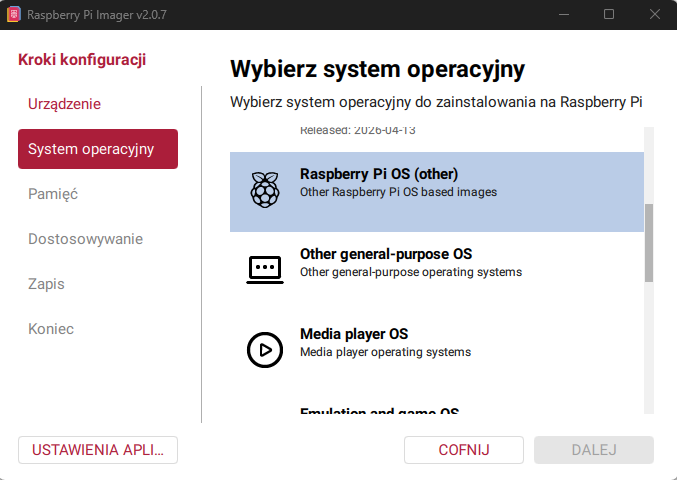 Raspberry Pi Imager v2.0.7
Kroki konfiguracji
Urządzenie
System operacyjny
Pamięć
Dostosowywanie
Zapis
Koniec
USTAWIENIA APLI...
Wybierz system operacyjny
Wybierz system operacyjny do zainstalowania na Raspberry Pi
Released: 2026-04-13
Raspberry Pi OS (other)
Other Raspberry Pi OS based images
Other general-purpose OS
Other general-purpose operating systems
Media player OS
Media player operating systems
Emulation and game OS
COFNIJ
DALEJ